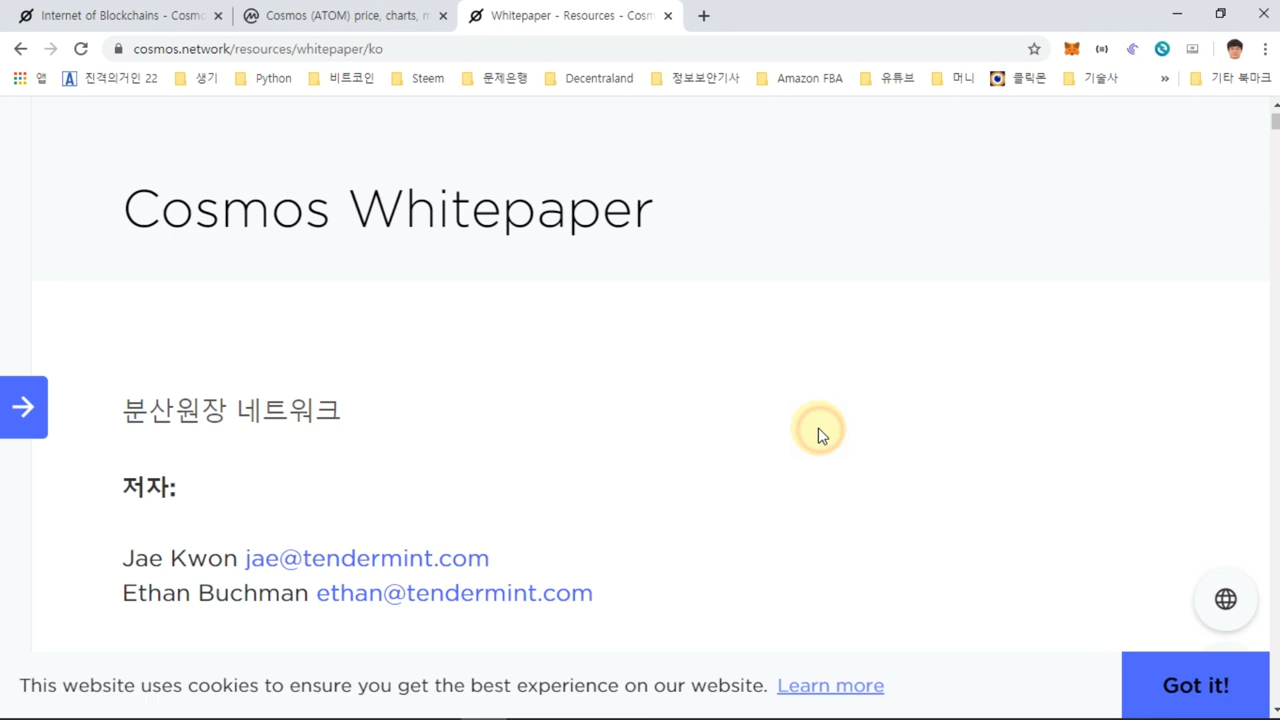 Internet of Blockchains - Cosmo
Cosmos (ATOM) price, charts, m
Whitepaper - Resources - Cosm
cosmos.network/resources/whitepaper/ko
앱
진격의거인 22
생기
Python
비트코인
Steem
문제은행
Decentraland
정보보안기사
Amazon FBA
유튜브
머니
클릭몬
기술사
»
기타 북마크
Cosmos Whitepaper
분산원장 네트워크
저자:
Jae Kwon jae@tendermint.com
Ethan Buchman ethan@tendermint.com
This website uses cookies to ensure you get the best experience on our website. Learn more
Got it!